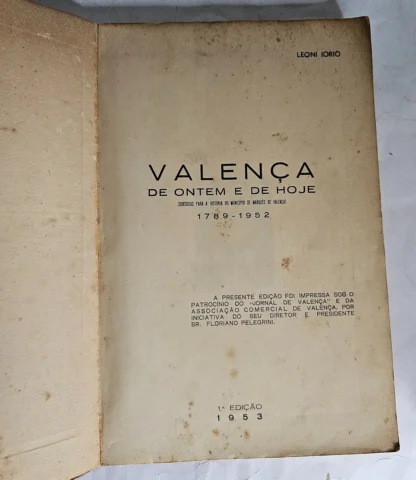 LEONI IORIO
VALENÇA
DE ONTEM E DE HOJE
(SUBSÍDIOS PARA A HISTÓRIA DO MUNICÍPIO DE MARQUÊS DE VALENÇA)
1789-1952
A PRESENTE EDIÇÃO FOI IMPRESSA SOB O
PATROCÍNIO DO "JORNAL DE VALENÇA" E DA
ASSOCIAÇÃO COMERCIAL DE VALENÇA, POR
INICIATIVA DO SEU DIRETOR E PRESIDENTE
SR. FLORIANO PELEGRINI.
1.ª EDIÇÃO
1953